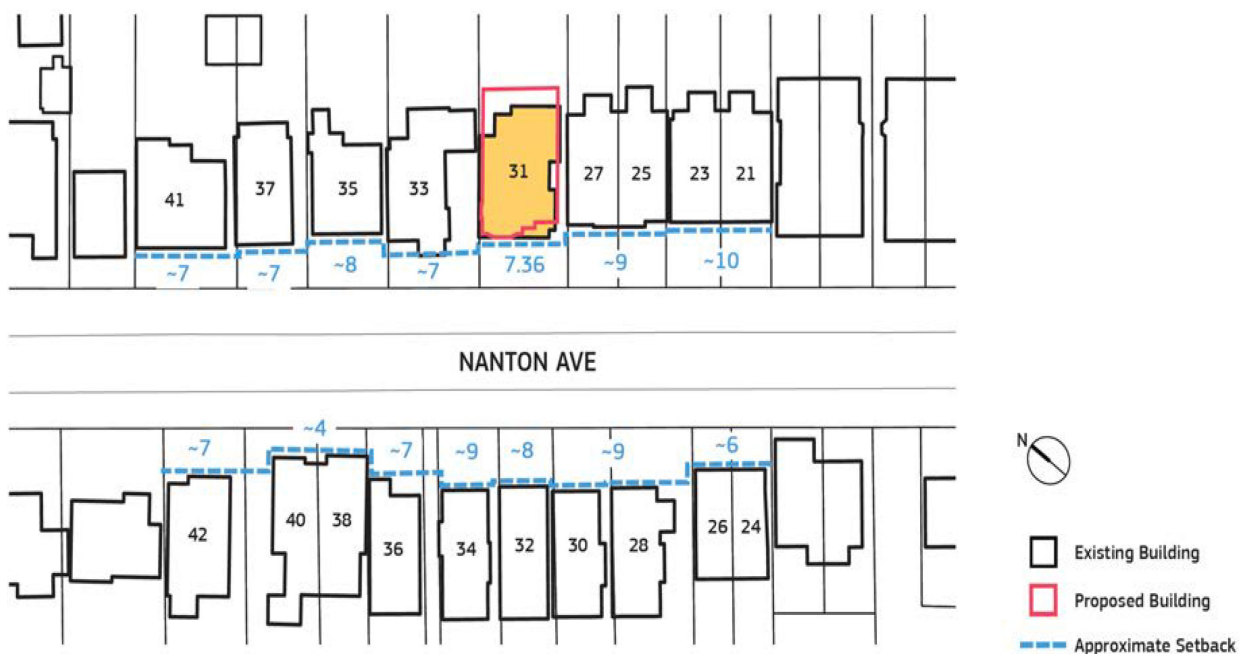 41 37 35 33 31 27 25 23 21
~7 ~7 ~8 ~7 7.36 ~9 ~10
NANTON AVE
~7 ~4 ~7 ~9 ~8 ~9 ~6
42 40 38 36 34 32 30 28 26 24
N
Existing Building
Proposed Building
Approximate Setback